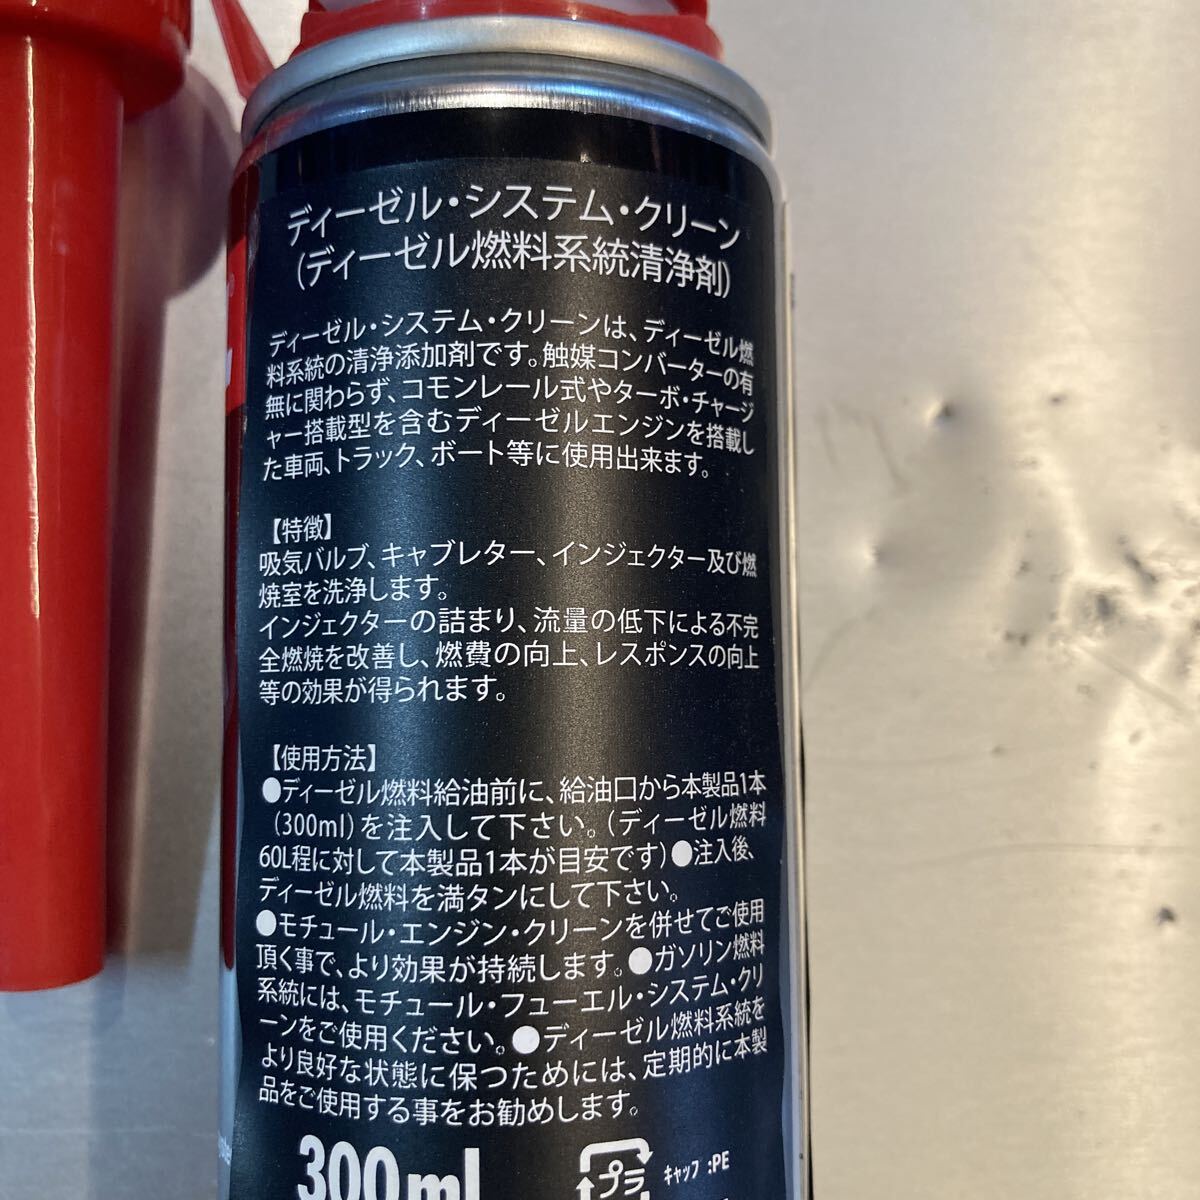 ディーゼル・システム・クリーン
(ディーゼル燃料系統清浄剤)
ディーゼル・システム・クリーンは、ディーゼル燃
料系統の清浄添加剤です。触媒コンバーターの有
無に関わらず、コモンレール式やターボ・チャージ
ャー搭載型を含むディーゼルエンジンを搭載し
た車両、トラック、ボート等に使用出来ます。
【特徴】
吸気バルブ、キャブレター、インジェクター及び燃
焼室を洗浄します。
インジェクターの詰まり、流量の低下による不完
全燃焼を改善し、燃費の向上、レスポンスの向上
等の効果が得られます。
【使用方法】
●ディーゼル燃料給油前に、給油口から本製品1本
(300ml)を注入して下さい。(ディーゼル燃料
60L程に対して本製品1本が目安です)●注入後、
ディーゼル燃料を満タンにして下さい。
●モチュール・エンジン・クリーンを併せてご使用
頂く事で、より効果が持続します。●ガソリン燃料
系統には、モチュール・フューエル・システム・クリ
ーンをご使用ください。●ディーゼル燃料系統を
より良好な状態に保つためには、定期的に本製
品をご使用する事をお勧めします。
300ml
プラ
キャップ :PE